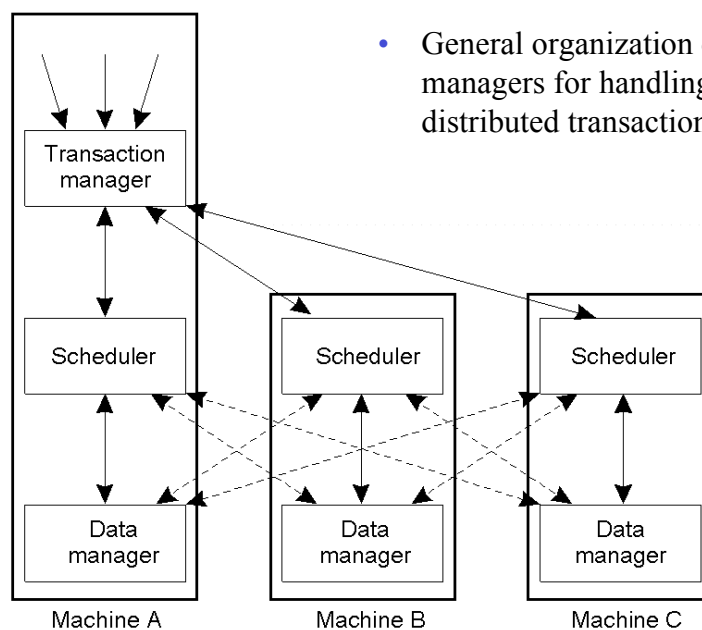 • General organization
managers for handling
distributed transaction
Transaction
manager
Scheduler
Scheduler
Scheduler
Data
manager
Data
manager
Data
manager
Machine A
Machine B
Machine C